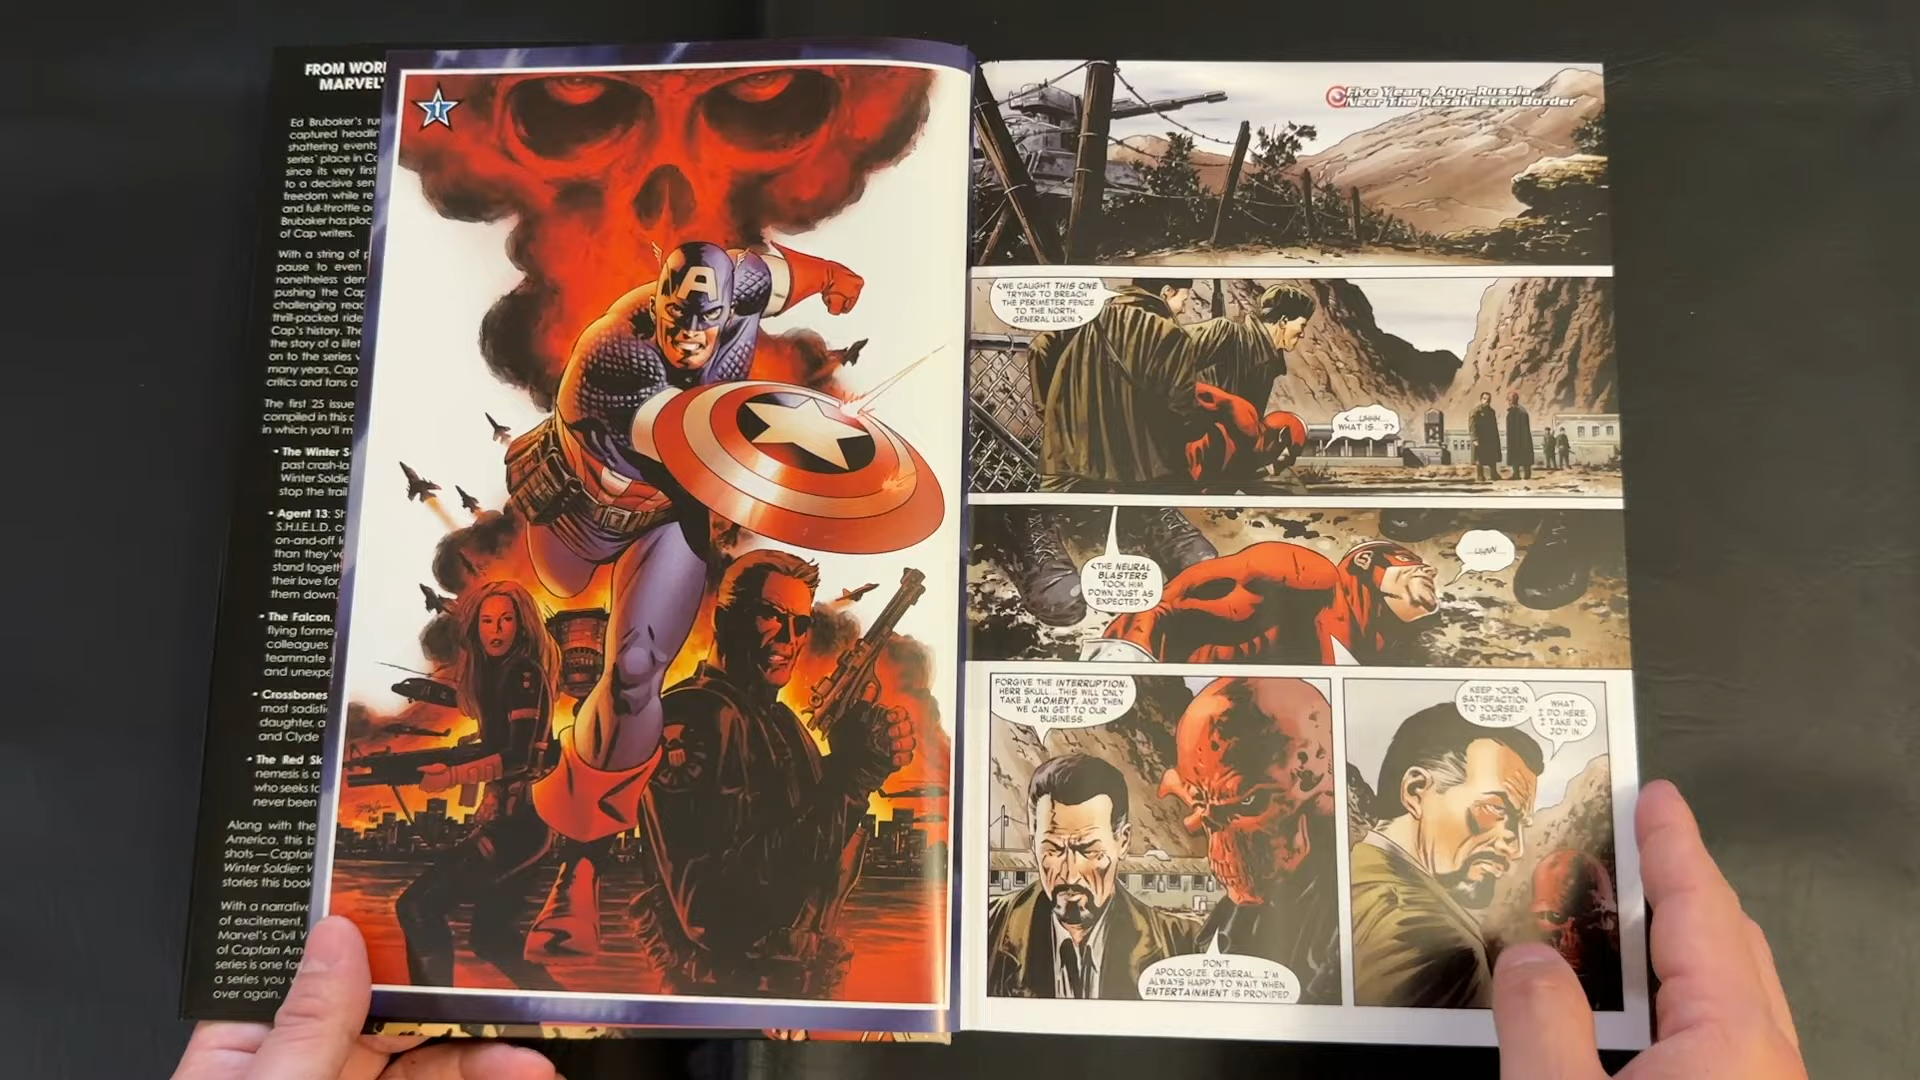 FROM WOR
MARVEL'
Ed Brubaker's ru
captured headlin
shattering events
series' place in Co
since its very first
to a decisive sen
freedom while re
and full-throttle a
Brubaker has plac
of Cap writers.
With a string of p
pause to even
nonetheless dem
pushing the Cap
challenging reac
thrill-packed ride
Cap's history. The
the story of a lifet
on to the series v
many years, Cap
critics and fans a
The first 25 issue
compiled in this c
in which you'll m
• The Winter S
past crash-la
Winter Soldie
stop the trail
• Agent 13: Sh
S.H.I.E.L.D. c
on-and-off l
than they've
stand togeth
their love for
them down.
• The Falcon,
flying forme
colleagues
teammate
and unexpe
• Crossbones
most sadisti
daughter, a
and Clyde
• The Red Sk
nemesis is a
who seeks to
never been
Along with the
America, this b
shots—Captain
Winter Soldier: W
stories this book
With a narrative
of excitement,
Marvel's Civil W
of Captain Am
series is one for
a series you w
over again.
1
A
Five Years Ago–Russia,
Near The Kazakhstan Border
<WE CAUGHT THIS ONE
TRYING TO BREACH
THE PERIMETER FENCE
TO THE NORTH,
GENERAL LUKIN.>
<...UHHH...
WHAT IS...?>
<THE NEURAL
BLASTERS
TOOK HIM
DOWN JUST AS
EXPECTED.>
...UHNN...
FORGIVE THE INTERRUPTION,
HERR SKULL...THIS WILL ONLY
TAKE A MOMENT, AND THEN
WE CAN GET TO OUR
BUSINESS.
DON'T
APOLOGIZE, GENERAL...I'M
ALWAYS HAPPY TO WAIT WHEN
ENTERTAINMENT IS PROVIDED.
KEEP YOUR
SATISFACTION
TO YOURSELF,
SADIST.
WHAT
I DO HERE,
I TAKE NO
JOY IN.